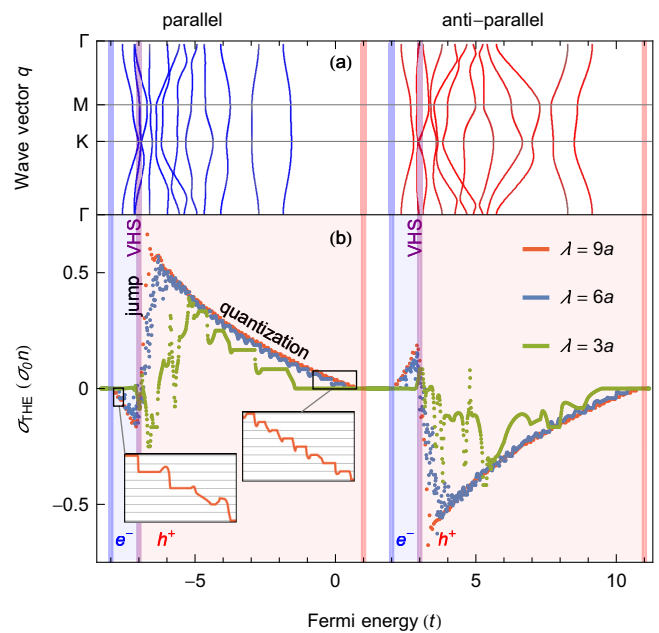 parallel
anti−parallel
Γ
(a)
M
K
Γ
Wave vector q
VHS
VHS
(b)
λ = 9a
λ = 6a
λ = 3a
jump
quantization
0.5
0
−0.5
σTHE (σ0n)
e− h+
e− h+
−5 0 5 10
Fermi energy (t)